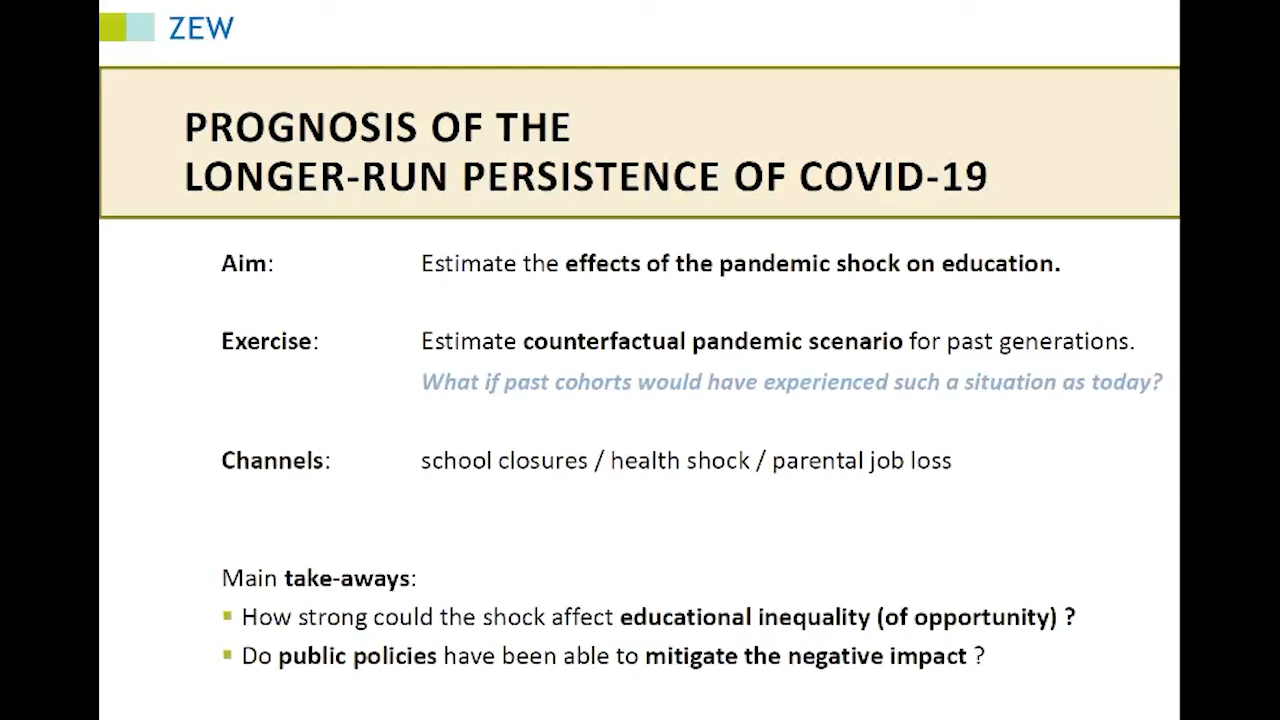 ZEW
PROGNOSIS OF THE
LONGER-RUN PERSISTENCE OF COVID-19
Aim: Estimate the effects of the pandemic shock on education.
Exercise: Estimate counterfactual pandemic scenario for past generations.
What if past cohorts would have experienced such a situation as today?
Channels: school closures / health shock / parental job loss
Main take-aways:
▪ How strong could the shock affect educational inequality (of opportunity) ?
▪ Do public policies have been able to mitigate the negative impact ?